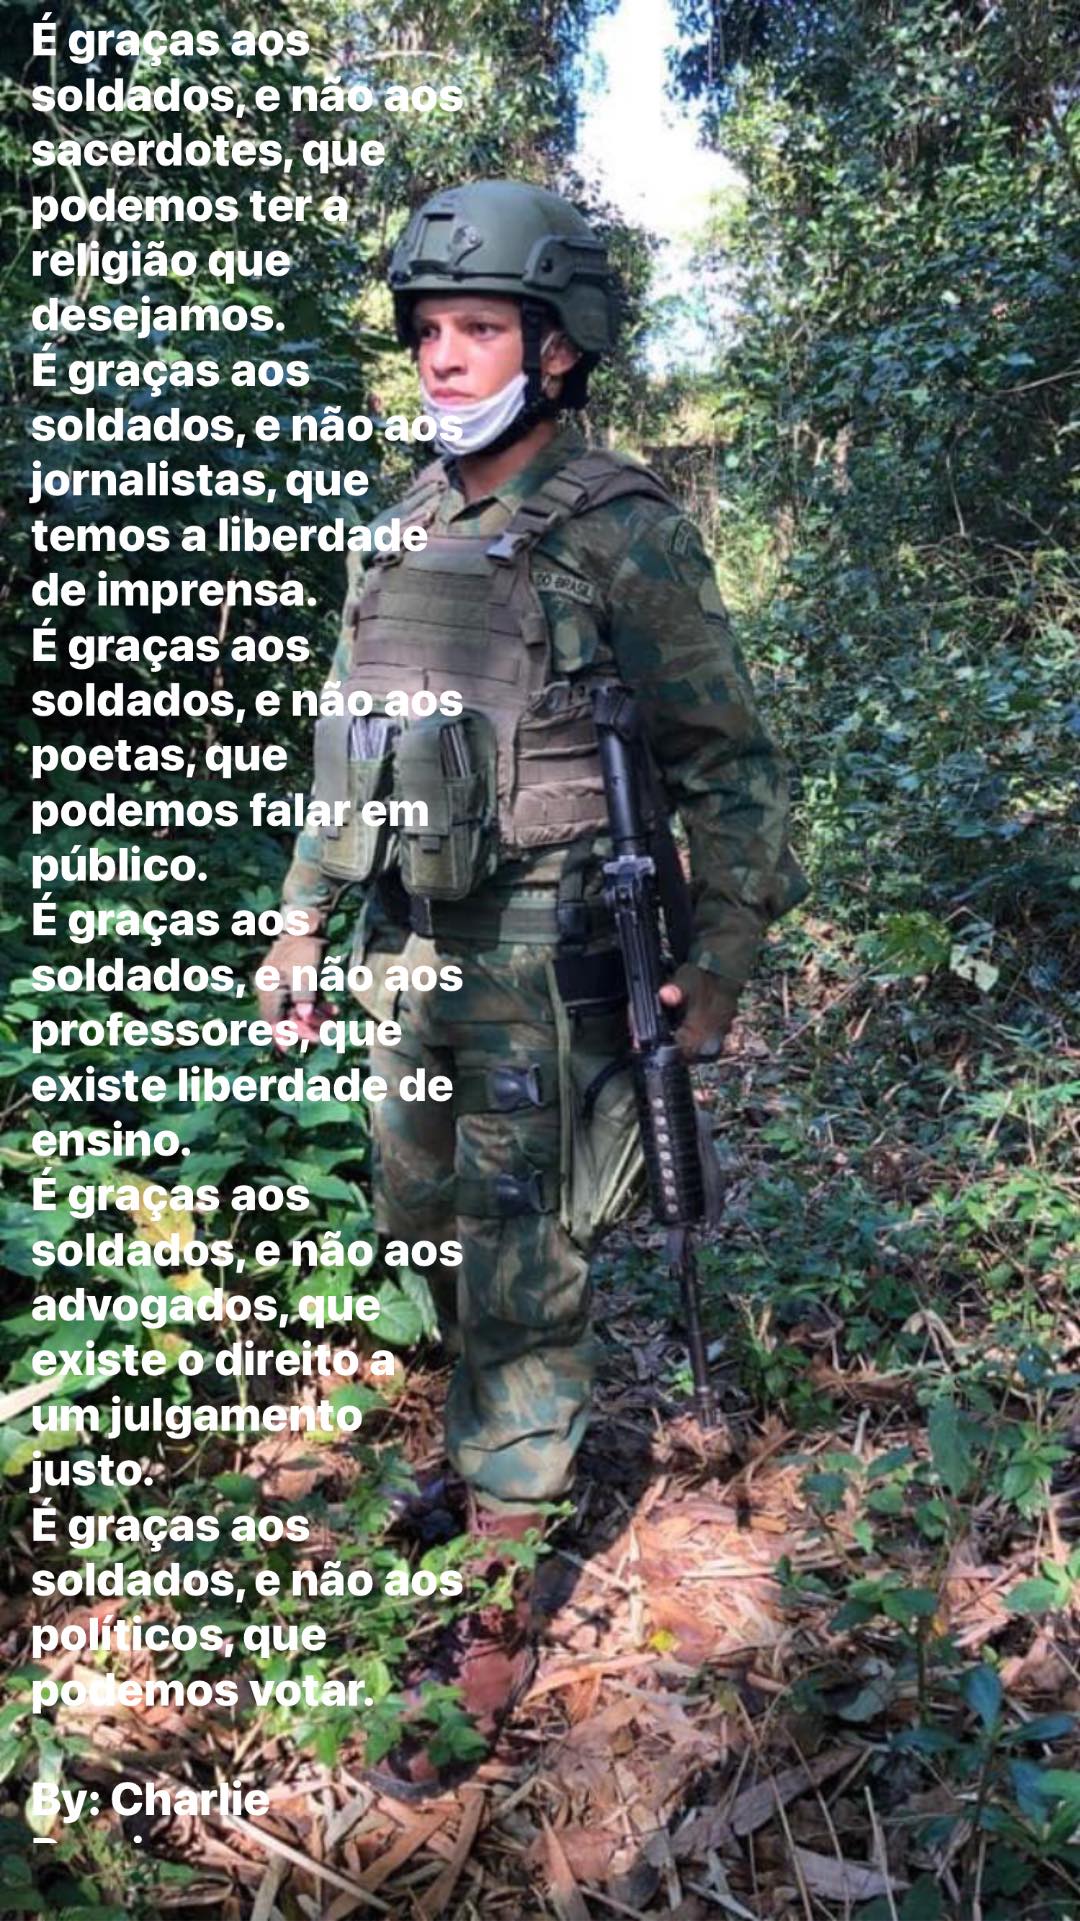 É graças aos
soldados, e não aos
sacerdotes, que
podemos ter a
religião que
desejamos.
É graças aos
soldados, e não aos
jornalistas, que
temos a liberdade
de imprensa.
É graças aos
soldados, e não aos
poetas, que
podemos falar em
público.
É graças aos
soldados, e não aos
professores, que
existe liberdade de
ensino.
É graças aos
soldados, e não aos
advogados, que
existe o direito a
um julgamento
justo.
É graças aos
soldados, e não aos
políticos, que
podemos votar.
By: Charlie
DO BRASIL